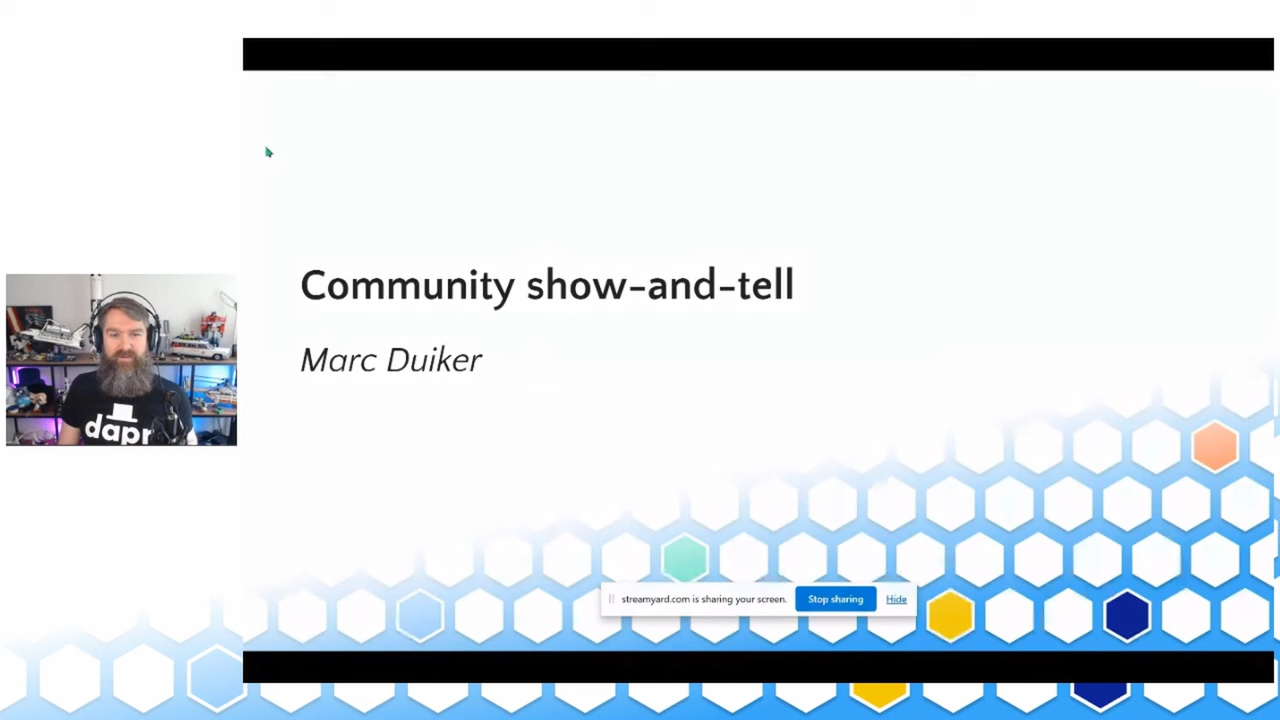 Community show-and-tell
Marc Duiker
dapr
streamyard.com is sharing your screen.
Stop sharing
Hide